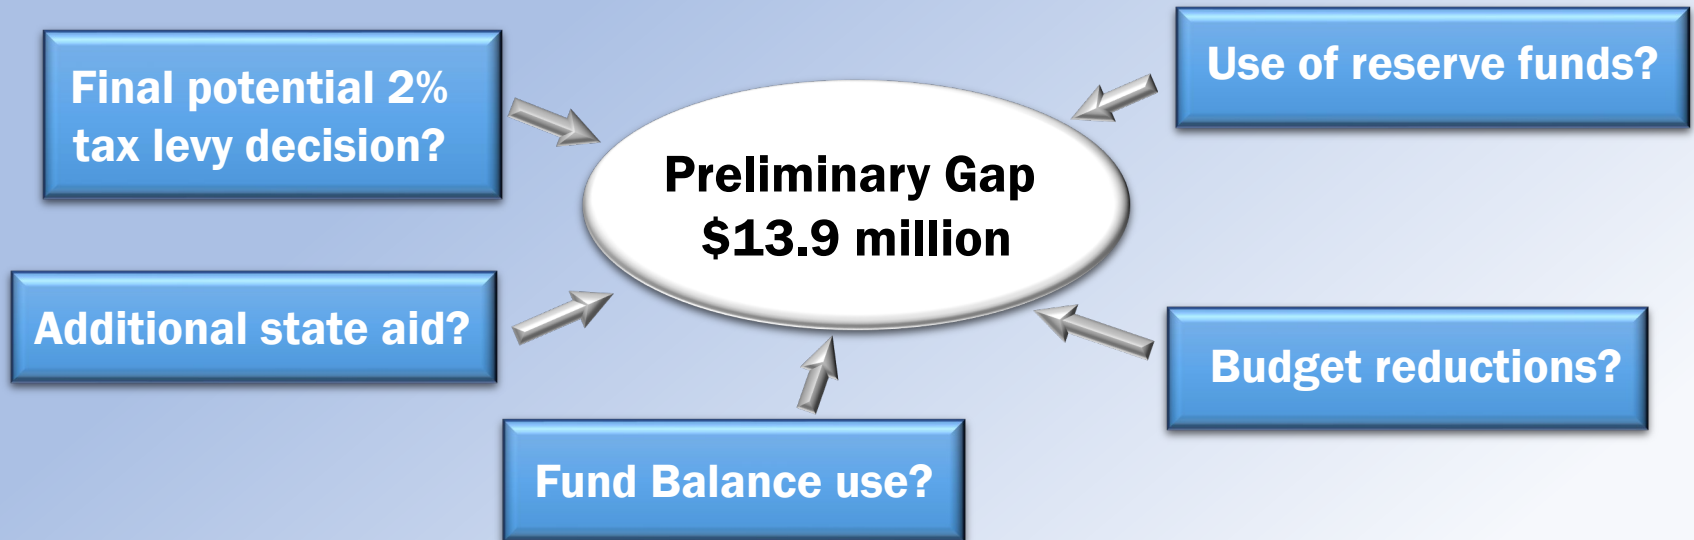 Final potential 2%
tax levy decision?
Use of reserve funds?
Preliminary Gap
$13.9 million
Additional state aid?
Budget reductions?
Fund Balance use?